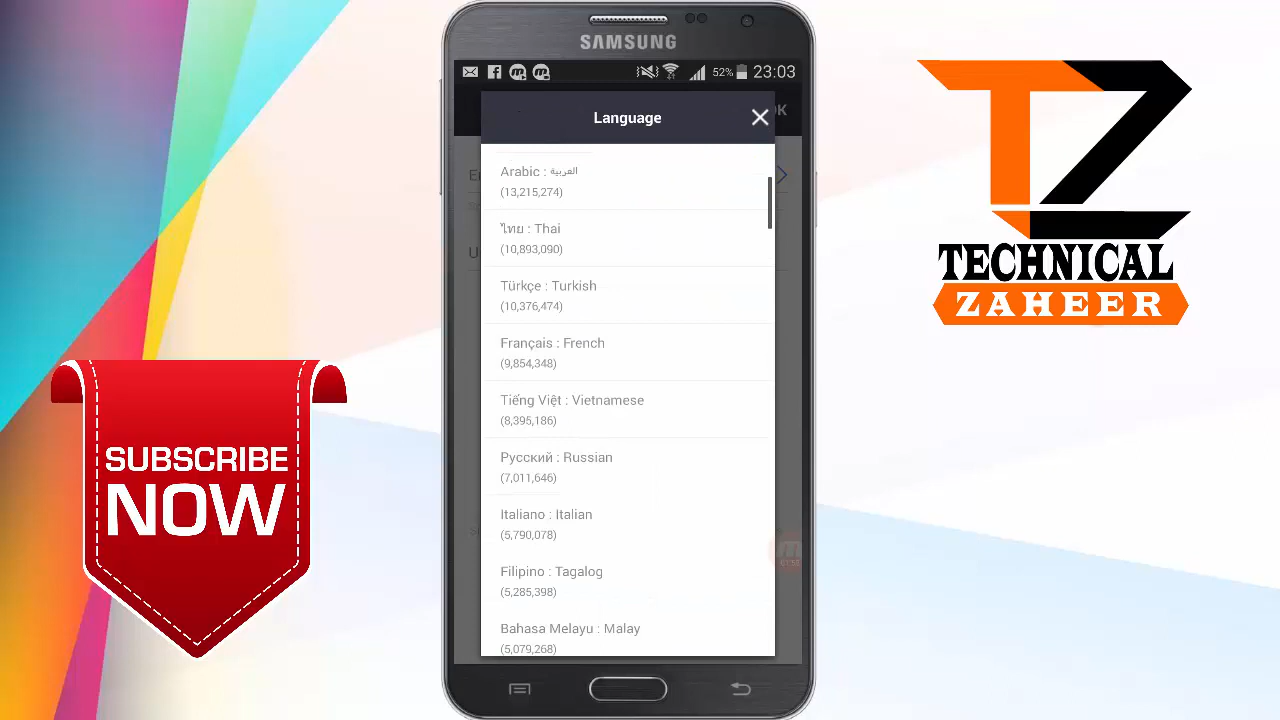 SAMSUNG
52% 23:03
OK
Language
Arabic : العربية
(13,215,274)
ไทย : Thai
(10,893,090)
Türkçe : Turkish
(10,376,474)
Français : French
(9,854,348)
Tiếng Việt : Vietnamese
(8,395,186)
Русский : Russian
(7,011,646)
Italiano : Italian
(5,790,078)
Filipino : Tagalog
(5,285,398)
Bahasa Melayu : Malay
(5,079,268)
SUBSCRIBE
NOW
TZ
TECHNICAL
ZAHEER